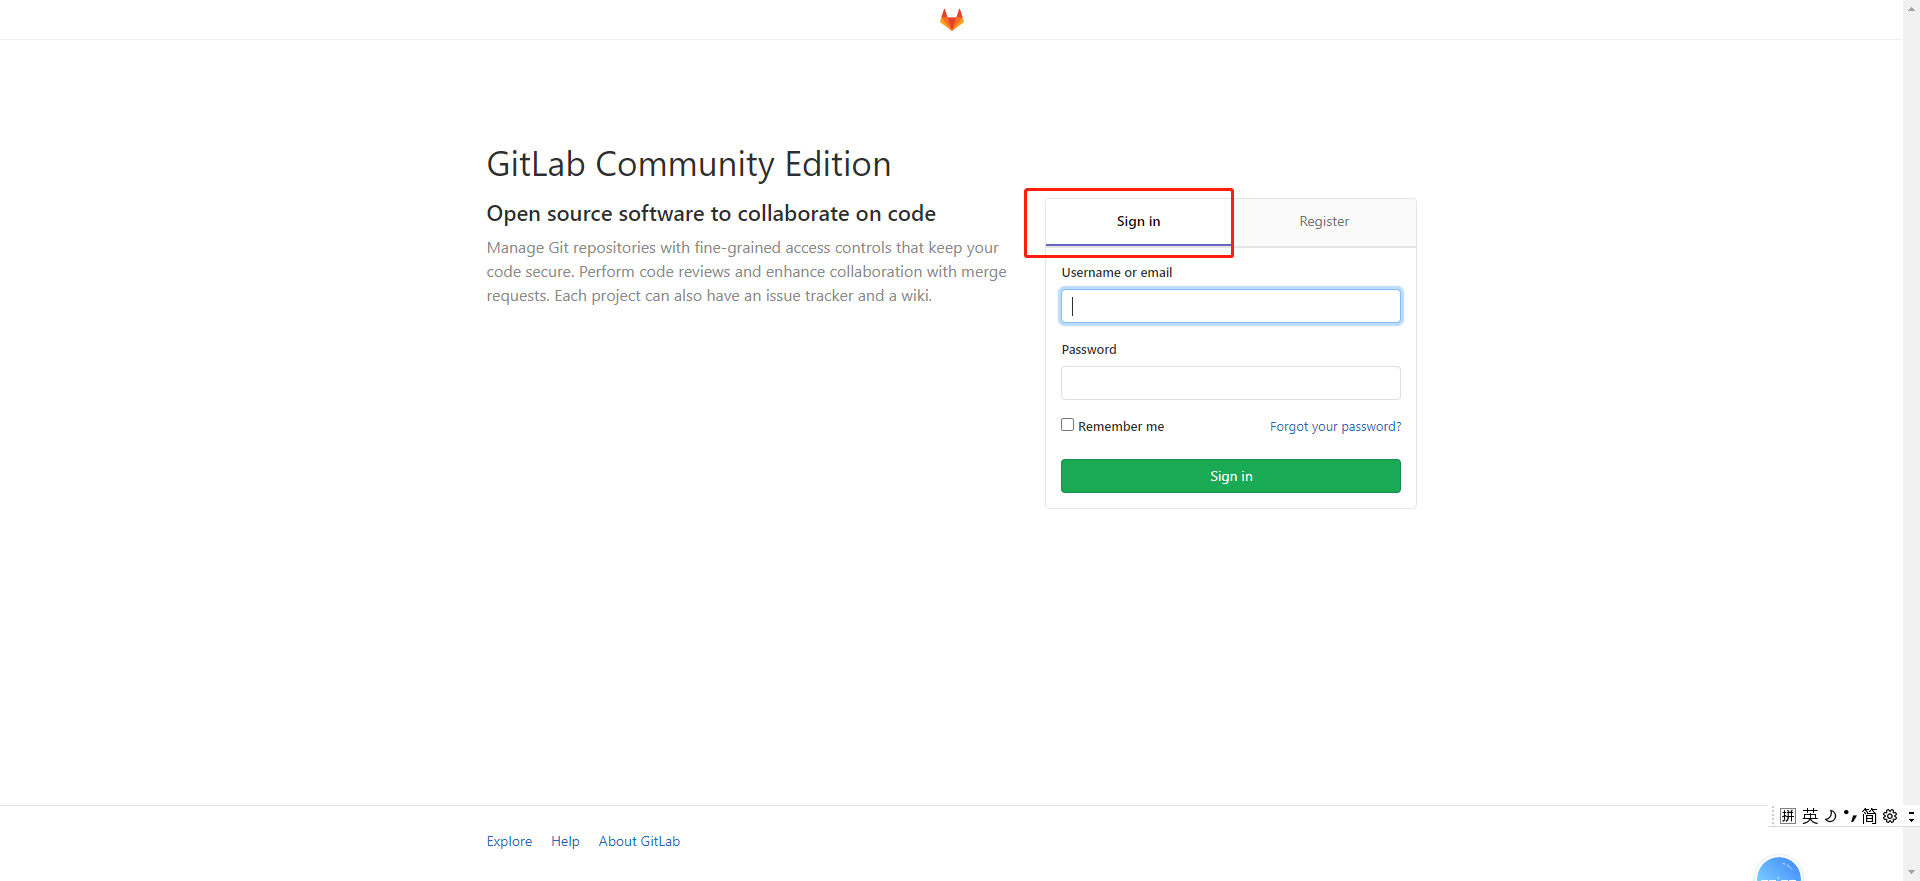 GitLab Community Edition
Open source software to collaborate on code
Manage Git repositories with fine-grained access controls that keep your
code secure. Perform code reviews and enhance collaboration with merge
requests. Each project can also have an issue tracker and a wiki.
Sign in
Register
Username or email
Password
Remember me
Forgot your password?
Sign in
拼 英 简
Explore Help About GitLab